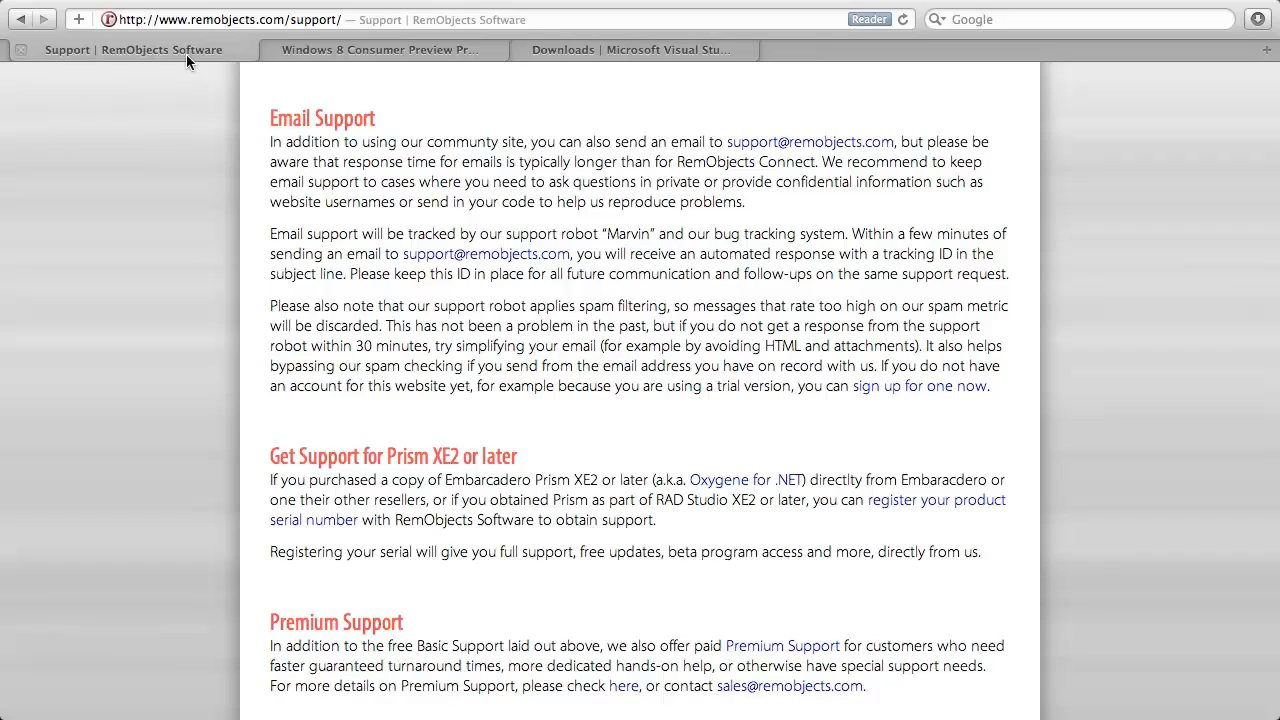 http://www.remobjects.com/support/ — Support | RemObjects Software
Reader
Google
Support | RemObjects Software
Windows 8 Consumer Preview Pr...
Downloads | Microsoft Visual Stu...
Email Support
In addition to using our communty site, you can also send an email to support@remobjects.com, but please be
aware that response time for emails is typically longer than for RemObjects Connect. We recommend to keep
email support to cases where you need to ask questions in private or provide confidential information such as
website usernames or send in your code to help us reproduce problems.
Email support will be tracked by our support robot “Marvin” and our bug tracking system. Within a few minutes of
sending an email to support@remobjects.com, you will receive an automated response with a tracking ID in the
subject line. Please keep this ID in place for all future communication and follow-ups on the same support request.
Please also note that our support robot applies spam filtering, so messages that rate too high on our spam metric
will be discarded. This has not been a problem in the past, but if you do not get a response from the support
robot within 30 minutes, try simplifying your email (for example by avoiding HTML and attachments). It also helps
bypassing our spam checking if you send from the email address you have on record with us. If you do not have
an account for this website yet, for example because you are using a trial version, you can sign up for one now.
Get Support for Prism XE2 or later
If you purchased a copy of Embarcadero Prism XE2 or later (a.k.a. Oxygene for .NET) directlty from Embaracdero or
one their other resellers, or if you obtained Prism as part of RAD Studio XE2 or later, you can register your product
serial number with RemObjects Software to obtain support.
Registering your serial will give you full support, free updates, beta program access and more, directly from us.
Premium Support
In addition to the free Basic Support laid out above, we also offer paid Premium Support for customers who need
faster guaranteed turnaround times, more dedicated hands-on help, or otherwise have special support needs.
For more details on Premium Support, please check here, or contact sales@remobjects.com.